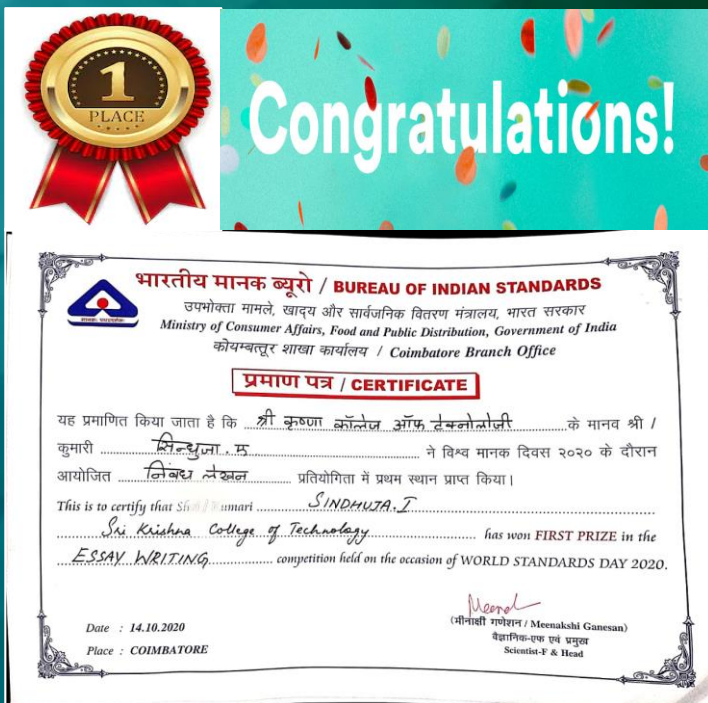 1
PLACE
Congratulations!
भारतीय मानक ब्यूरो / BUREAU OF INDIAN STANDARDS
उपभोक्ता मामले, खाद्य और सार्वजनिक वितरण मंत्रालय, भारत सरकार
Ministry of Consumer Affairs, Food and Public Distribution, Government of India
कोयम्बत्तूर शाखा कार्यालय / Coimbatore Branch Office
प्रमाण पत्र / CERTIFICATE
यह प्रमाणित किया जाता है कि श्री कृष्णा कॉलेज ऑफ टेक्नोलोजी के मानव श्री /
कुमारी सिन्धुजा. ने विश्व मानक दिवस २०२० के दौरान
आयोजित निबंध लेखन प्रतियोगिता में प्रथम स्थान प्राप्त किया।
This is to certify that Kumari SINDHUJA.I
Sri Krishna College of Technology has won FIRST PRIZE in the
ESSAY WRITING competition held on the occasion of WORLD STANDARDS DAY 2020.
Meena
(मीनाक्षी गणेशन / Meenakshi Ganesan)
वैज्ञानिक-एफ एवं प्रमुख
Scientist-F & Head
Date : 14.10.2020
Place : COIMBATORE